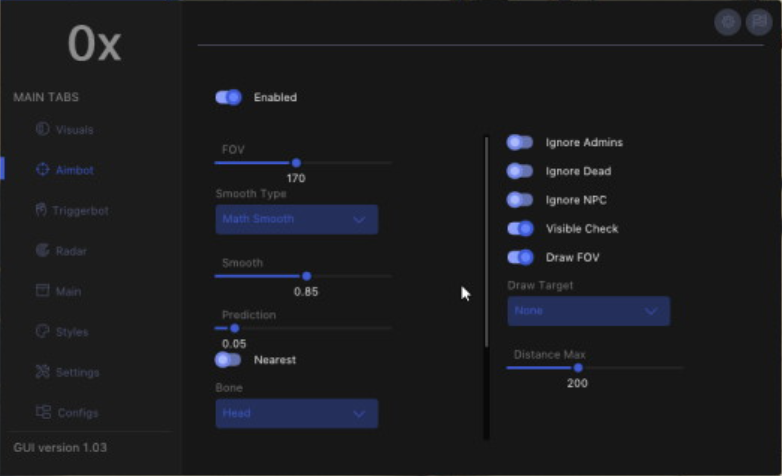 0x
MAIN TABS
Visuals
Aimbot
Triggerbot
Radar
Main
Styles
Settings
Configs
GUI version 1.03
Enabled
FOV
170
Smooth Type
Math Smooth
Smooth
0.85
Prediction
0.05
Nearest
Bone
Head
Ignore Admins
Ignore Dead
Ignore NPC
Visible Check
Draw FOV
Draw Target
None
Distance Max
200